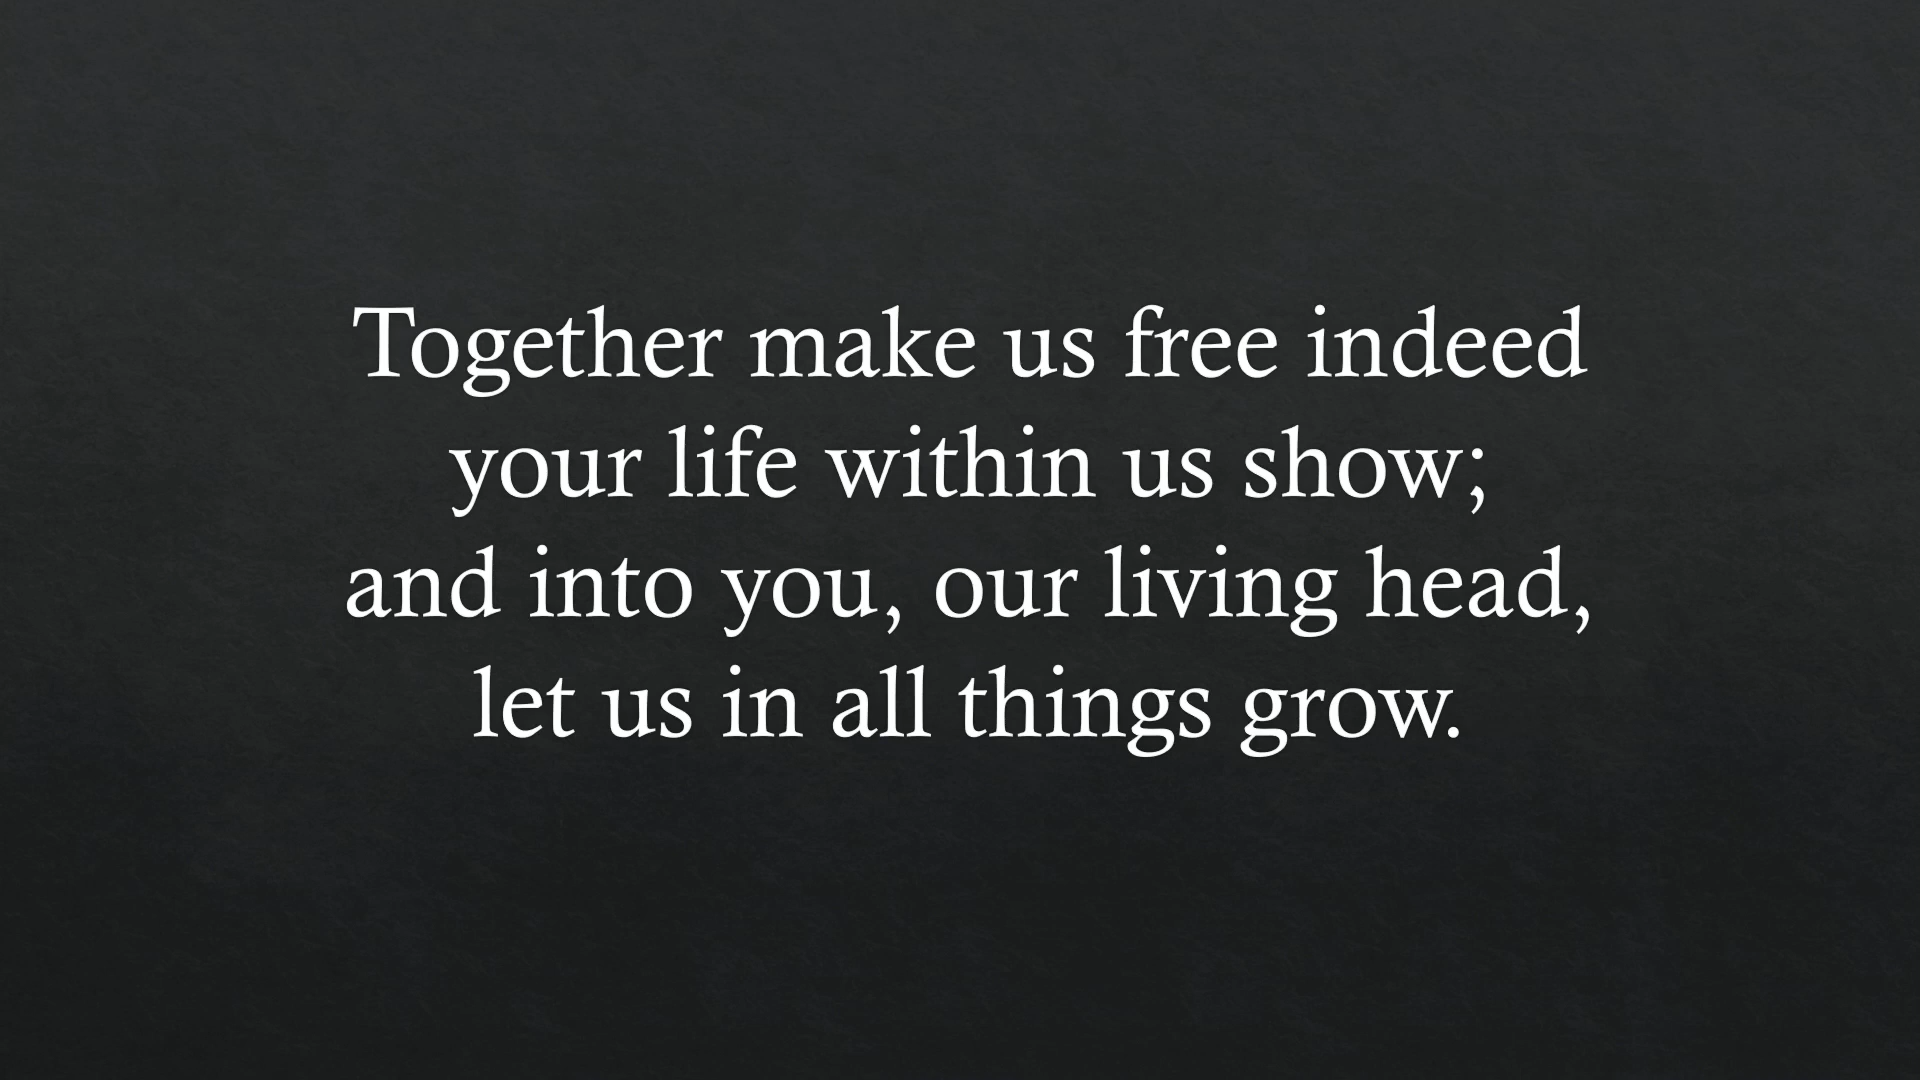 Together make us free indeed
your life within us show;
and into you, our living head,
let us in all things grow.